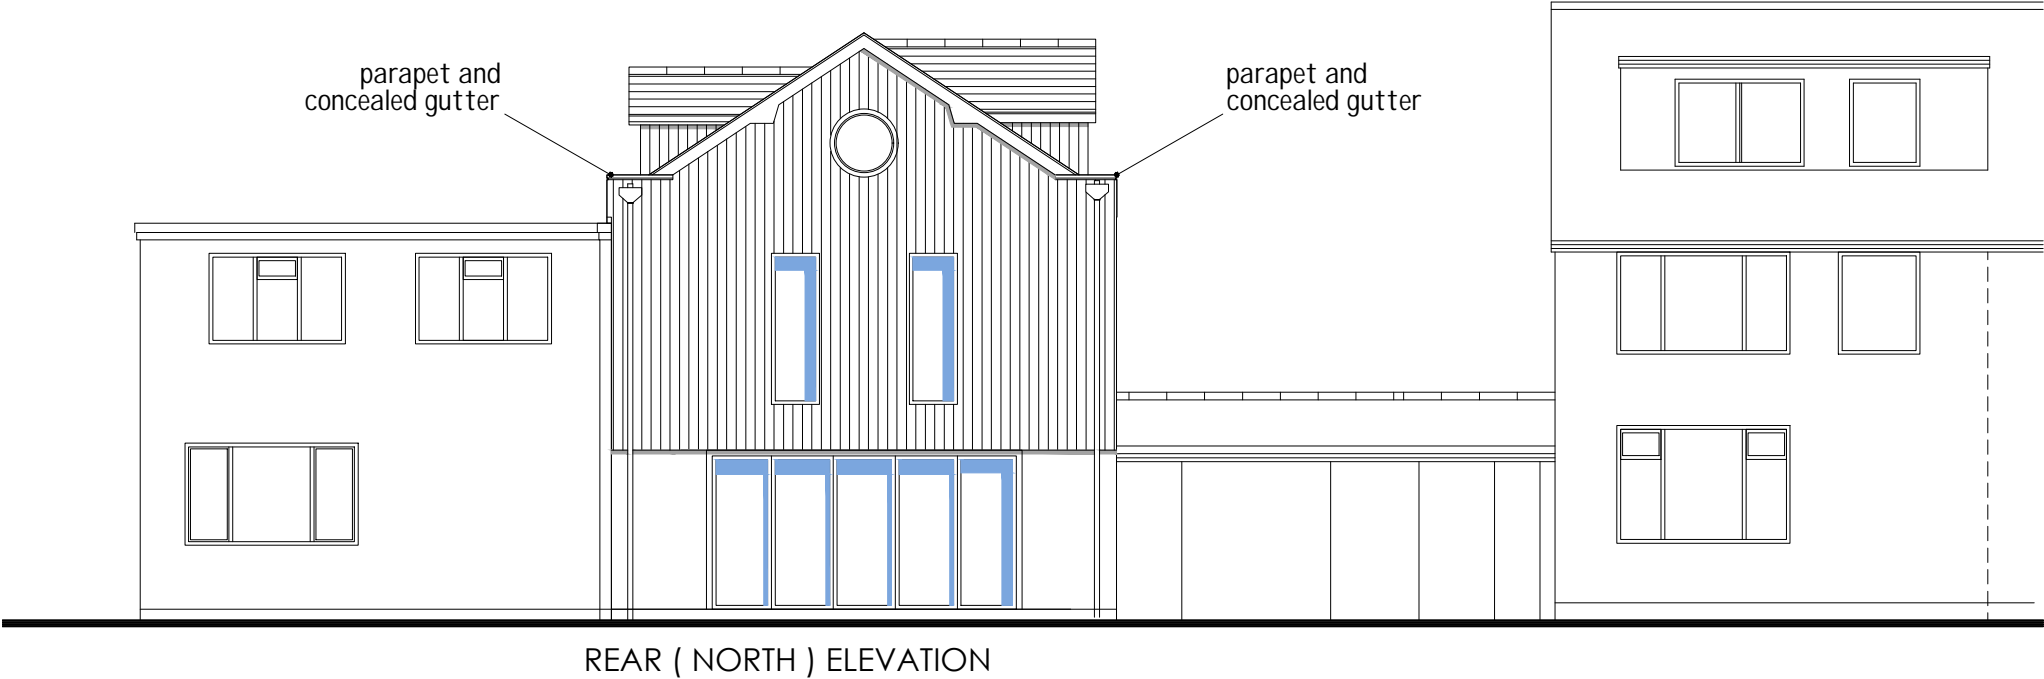 parapet and
concealed gutter
parapet and
concealed gutter
REAR ( NORTH ) ELEVATION